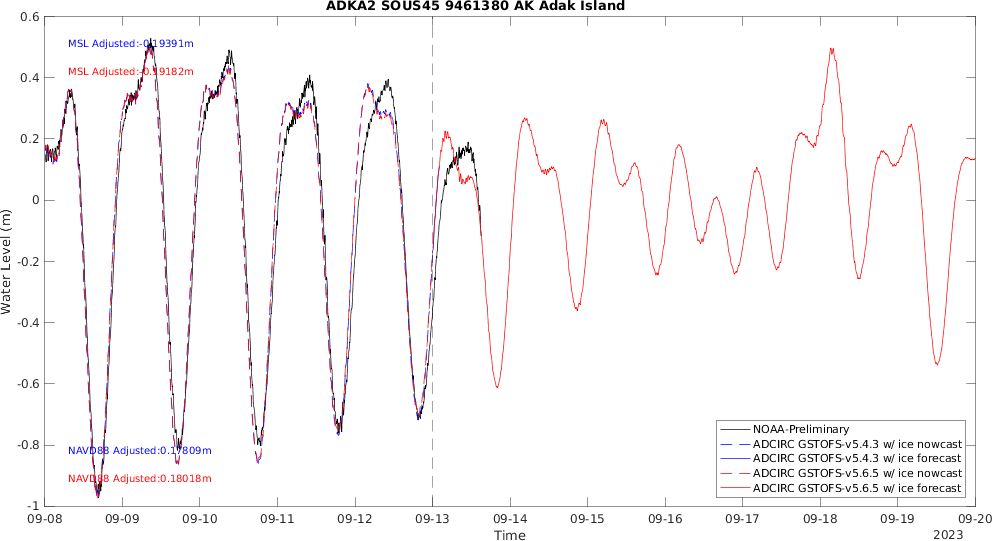 ADKA2 SOUS45 9461380 AK Adak Island
0.6
0.4
0.2
0
-0.2
-0.4
-0.6
-0.8
-1
Water Level (m)
MSL Adjusted:-0.19391m
MSL Adjusted:-0.19182m
NAVD88 Adjusted:0.17809m
NAVD88 Adjusted:0.18018m
NOAA-Preliminary
ADCIRC GSTOFS-v5.4.3 w/ ice nowcast
ADCIRC GSTOFS-v5.4.3 w/ ice forecast
ADCIRC GSTOFS-v5.6.5 w/ ice nowcast
ADCIRC GSTOFS-v5.6.5 w/ ice forecast
09-08 09-09 09-10 09-11 09-12 09-13 09-14 09-15 09-16 09-17 09-18 09-19 09-20
Time
2023